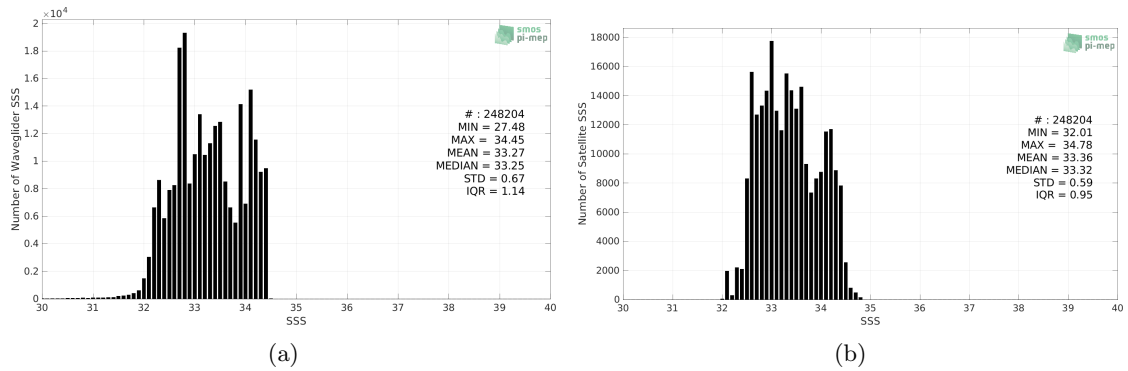 ×10⁴
2
1.8
1.6
1.4
1.2
1
0.8
0.6
0.4
0.2
0
Number of Waveglider SSS
30 31 32 33 34 35 36 37 38 39 40
SSS
smos
pi-mep
# : 248204
MIN = 27.48
MAX = 34.45
MEAN = 33.27
MEDIAN = 33.25
STD = 0.67
IQR = 1.14
(a)
18000
16000
14000
12000
10000
8000
6000
4000
2000
0
Number of Satellite SSS
30 31 32 33 34 35 36 37 38 39 40
SSS
smos
pi-mep
# : 248204
MIN = 32.01
MAX = 34.78
MEAN = 33.36
MEDIAN = 33.32
STD = 0.59
IQR = 0.95
(b)